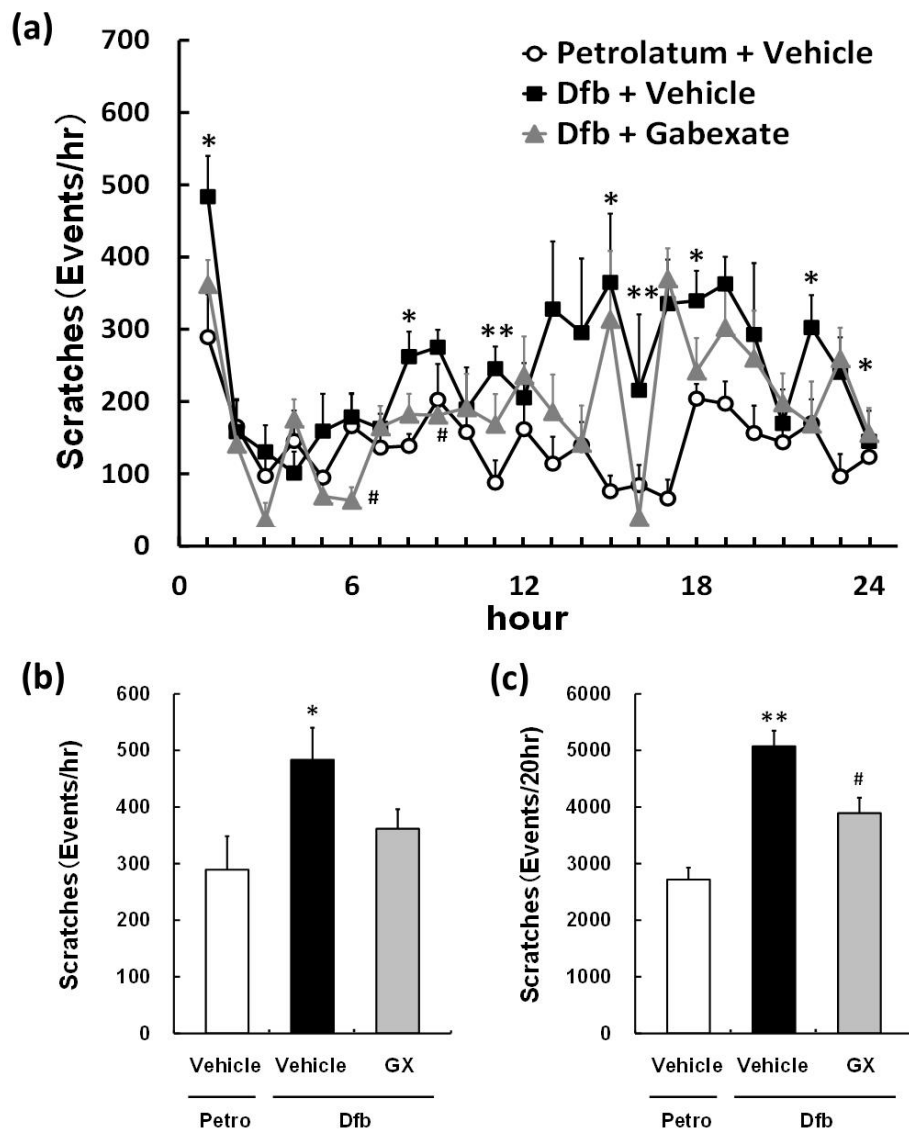 (a)
Scratches (Events/hr)
700
600
500
400
300
200
100
0
Petrolatum + Vehicle
Dfb + Vehicle
Dfb + Gabexate
*
*
**
*
**
*
*
*
#
#
0
6
12
18
24
hour
(b)
Scratches (Events/hr)
600
500
400
300
200
100
0
*
Vehicle
Vehicle
GX
Petro
Dfb
(c)
Scratches (Events/20hr)
6000
5000
4000
3000
2000
1000
0
**
#
Vehicle
Vehicle
GX
Petro
Dfb